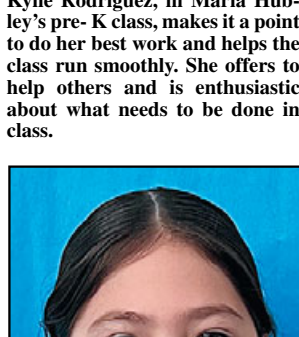 Kylie Rodriguez, in Maria Hub-
ley's pre- K class, makes it a point
to do her best work and helps the
class run smoothly. She offers to
help others and is enthusiastic
about what needs to be done in
class.